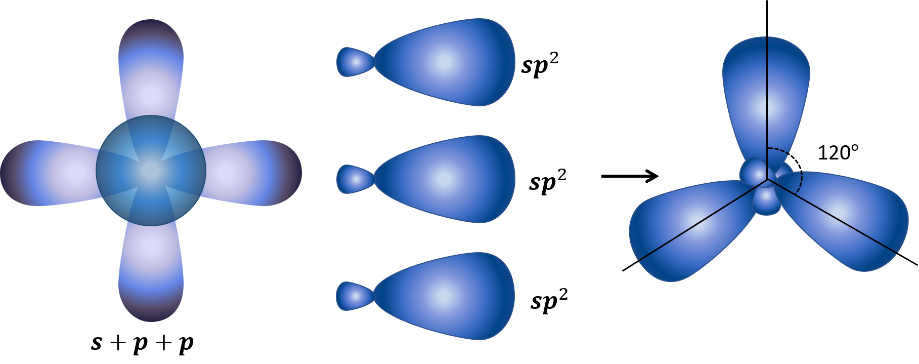 s + p + p
sp²
sp²
sp²
120°